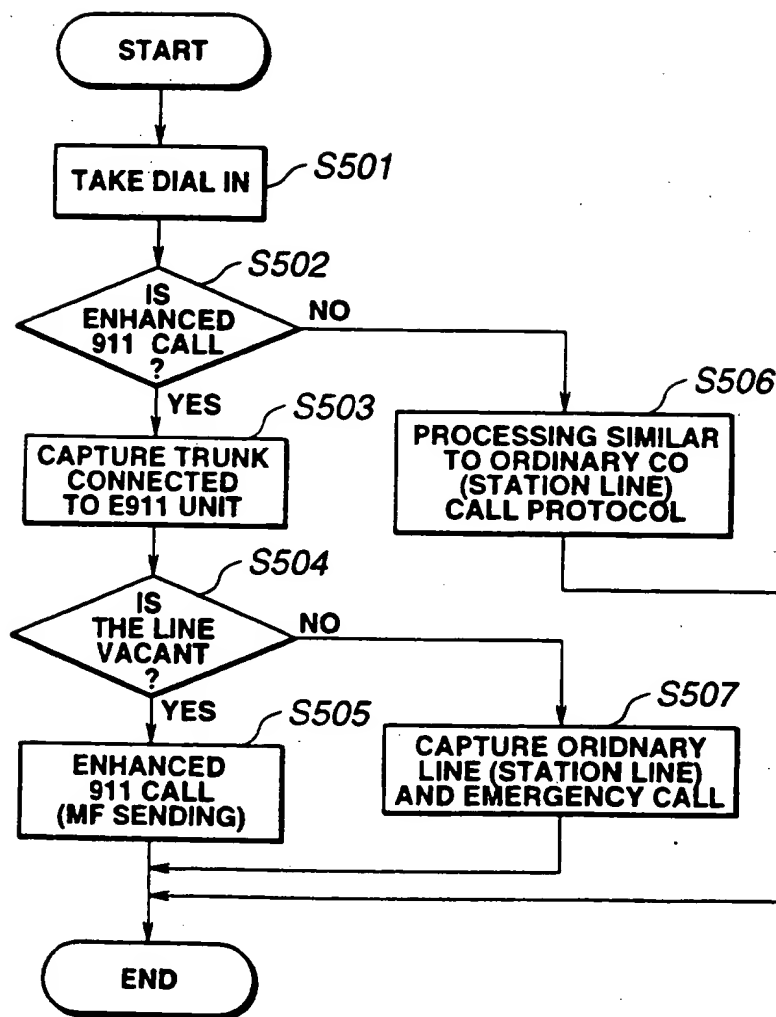 START
TAKE DIAL IN
S501
S502
IS
ENHANCED
911 CALL
?
NO
YES
S503
S506
CAPTURE TRUNK
CONNECTED
TO E911 UNIT
PROCESSING SIMILAR
TO ORDINARY CO
(STATION LINE)
CALL PROTOCOL
S504
IS
THE LINE
VACANT
?
NO
YES
S505
S507
ENHANCED
911 CALL
(MF SENDING)
CAPTURE ORIDNARY
LINE (STATION LINE)
AND EMERGENCY CALL
END